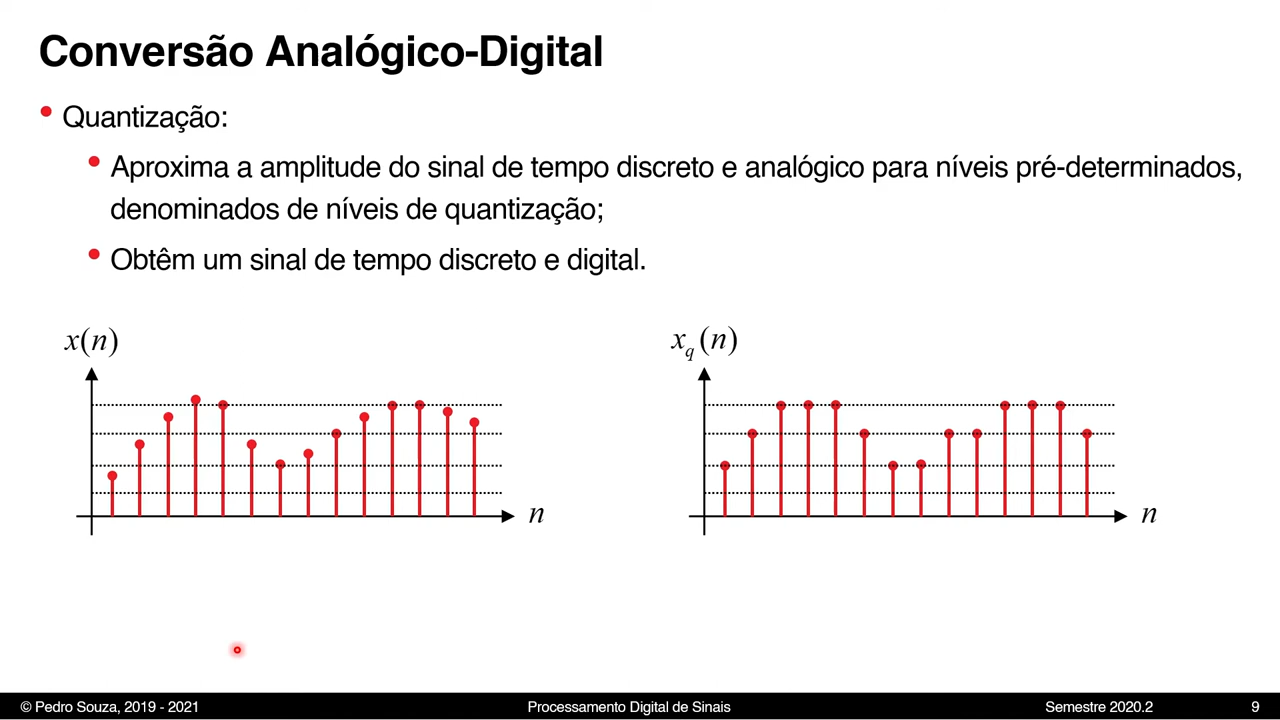 Conversão Analógico-Digital
• Quantização:
• Aproxima a amplitude do sinal de tempo discreto e analógico para níveis pré-determinados,
denominados de níveis de quantização;
• Obtêm um sinal de tempo discreto e digital.
x(n)
n
x_q(n)
n
© Pedro Souza, 2019 - 2021
Processamento Digital de Sinais
Semestre 2020.2
9